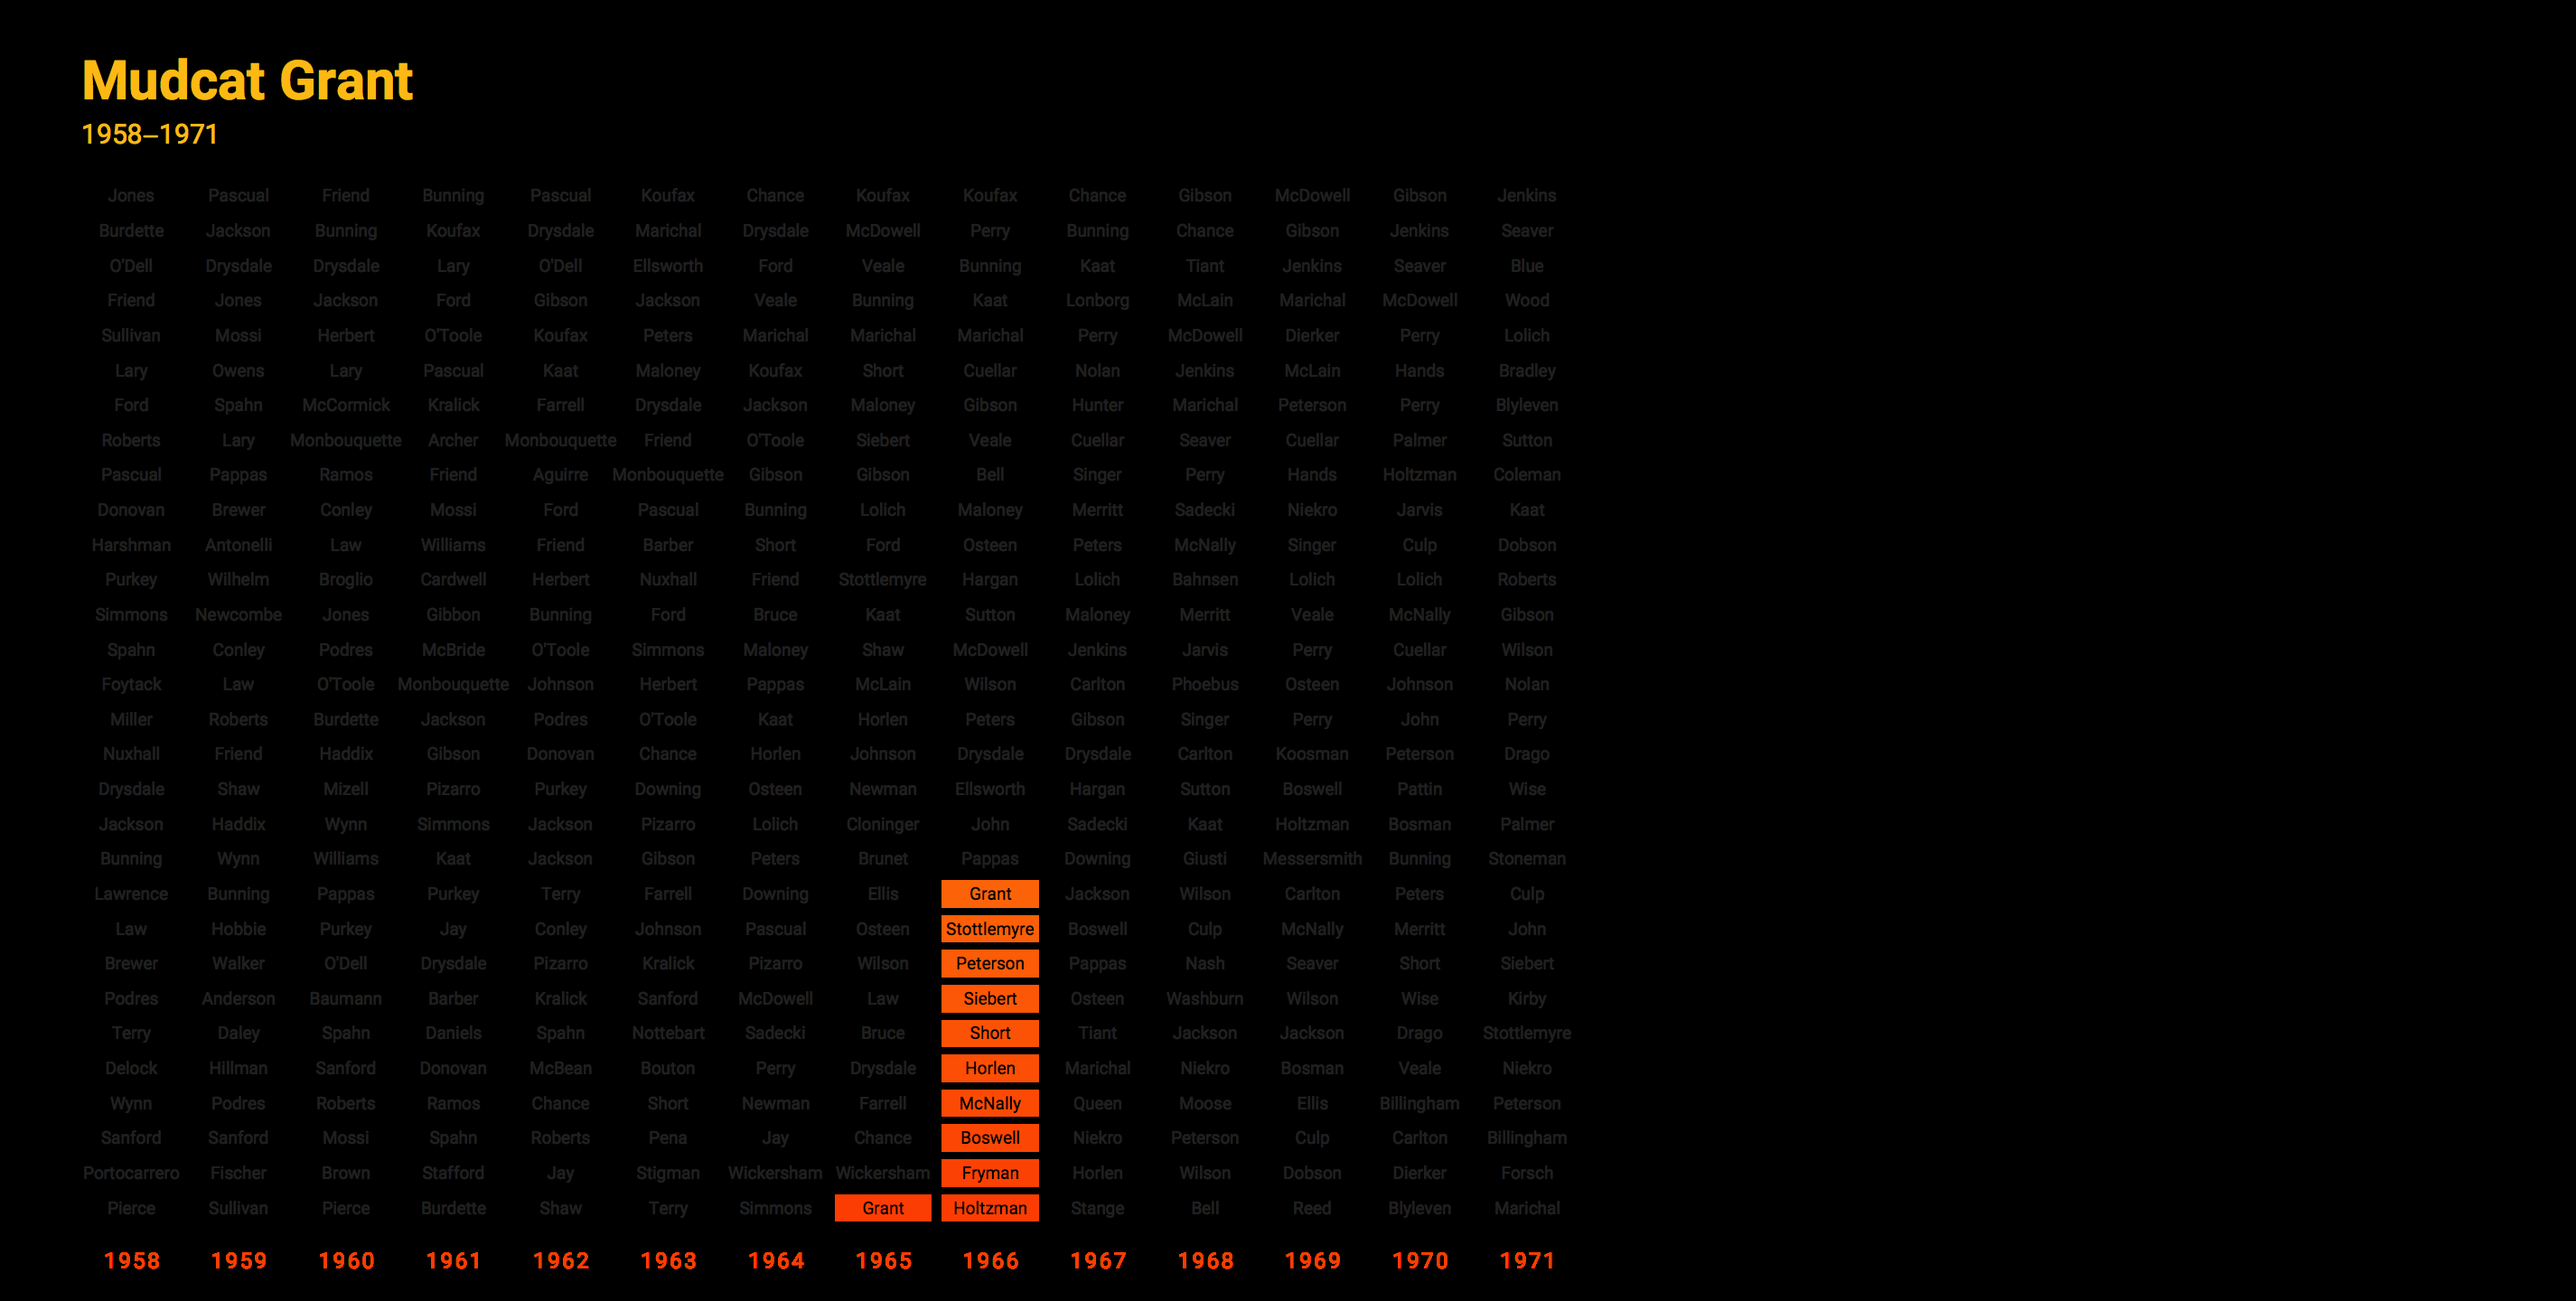 Mudcat Grant
1958–1971
Jones Pascual Friend Bunning Pascual Koufax Chance Koufax Koufax Chance Gibson McDowell Gibson Jenkins
Burdette Jackson Bunning Koufax Drysdale Marichal Drysdale McDowell Perry Bunning Chance Gibson Jenkins Seaver
O'Dell Drysdale Drysdale Lary O'Dell Ellsworth Ford Veale Bunning Kaat Tiant Jenkins Seaver Blue
Friend Jones Jackson Ford Gibson Jackson Veale Bunning Kaat Lonborg McLain Marichal McDowell Wood
Sullivan Mossi Herbert O'Toole Koufax Peters Marichal Marichal Marichal Perry McDowell Dierker Perry Lolich
Lary Owens Lary Pascual Kaat Maloney Koufax Short Cuellar Nolan Jenkins McLain Hands Bradley
Ford Spahn McCormick Kralick Farrell Drysdale Jackson Maloney Gibson Hunter Marichal Peterson Perry Blyleven
Roberts Lary Monbouquette Archer Monbouquette Friend O'Toole Siebert Veale Cuellar Seaver Cuellar Palmer Sutton
Pascual Pappas Ramos Friend Aguirre Monbouquette Gibson Gibson Bell Singer Perry Hands Holtzman Coleman
Donovan Brewer Conley Mossi Ford Pascual Bunning Lolich Maloney Merritt Sadecki Niekro Jarvis Kaat
Harshman Antonelli Law Williams Friend Barber Short Ford Osteen Peters McNally Singer Culp Dobson
Purkey Wilhelm Broglio Cardwell Herbert Nuxhall Friend Stottlemyre Hargan Lolich Bahnsen Lolich Lolich Roberts
Simmons Newcombe Jones Gibbon Bunning Ford Bruce Kaat Sutton Maloney Merritt Veale McNally Gibson
Spahn Conley Podres McBride O'Toole Simmons Maloney Shaw McDowell Jenkins Jarvis Perry Cuellar Wilson
Foytack Law O'Toole Monbouquette Johnson Herbert Pappas McLain Wilson Carlton Phoebus Osteen Johnson Nolan
Miller Roberts Burdette Jackson Podres O'Toole Kaat Horlen Peters Gibson Singer Perry John Perry
Nuxhall Friend Haddix Gibson Donovan Chance Horlen Johnson Drysdale Drysdale Carlton Koosman Peterson Drago
Drysdale Shaw Mizell Pizarro Purkey Downing Osteen Newman Ellsworth Hargan Sutton Boswell Pattin Wise
Jackson Haddix Wynn Simmons Jackson Pizarro Lolich Cloninger John Sadecki Kaat Holtzman Bosman Palmer
Bunning Wynn Williams Kaat Jackson Gibson Peters Brunet Pappas Downing Giusti Messersmith Bunning Stoneman
Lawrence Bunning Pappas Purkey Terry Farrell Downing Ellis Grant Jackson Wilson Carlton Peters Culp
Law Hobbie Purkey Jay Conley Johnson Pascual Osteen Stottlemyre Boswell Culp McNally Merritt John
Brewer Walker O'Dell Drysdale Pizarro Kralick Pizarro Wilson Peterson Pappas Nash Seaver Short Siebert
Podres Anderson Baumann Barber Kralick Sanford McDowell Law Siebert Osteen Washburn Wilson Wise Kirby
Terry Daley Spahn Daniels Spahn Nottebart Sadecki Bruce Short Tiant Jackson Jackson Drago Stottlemyre
Delock Hillman Sanford Donovan McBean Bouton Perry Drysdale Horlen Marichal Niekro Bosman Veale Niekro
Wynn Podres Roberts Ramos Chance Short Newman Farrell McNally Queen Moose Ellis Billingham Peterson
Sanford Sanford Mossi Spahn Roberts Pena Jay Chance Boswell Niekro Peterson Culp Carlton Billingham
Portocarrero Fischer Brown Stafford Jay Stigman Wickersham Wickersham Fryman Horlen Wilson Dobson Dierker Forsch
Pierce Sullivan Pierce Burdette Shaw Terry Simmons Grant Holtzman Stange Bell Reed Blyleven Marichal
1958 1959 1960 1961 1962 1963 1964 1965 1966 1967 1968 1969 1970 1971